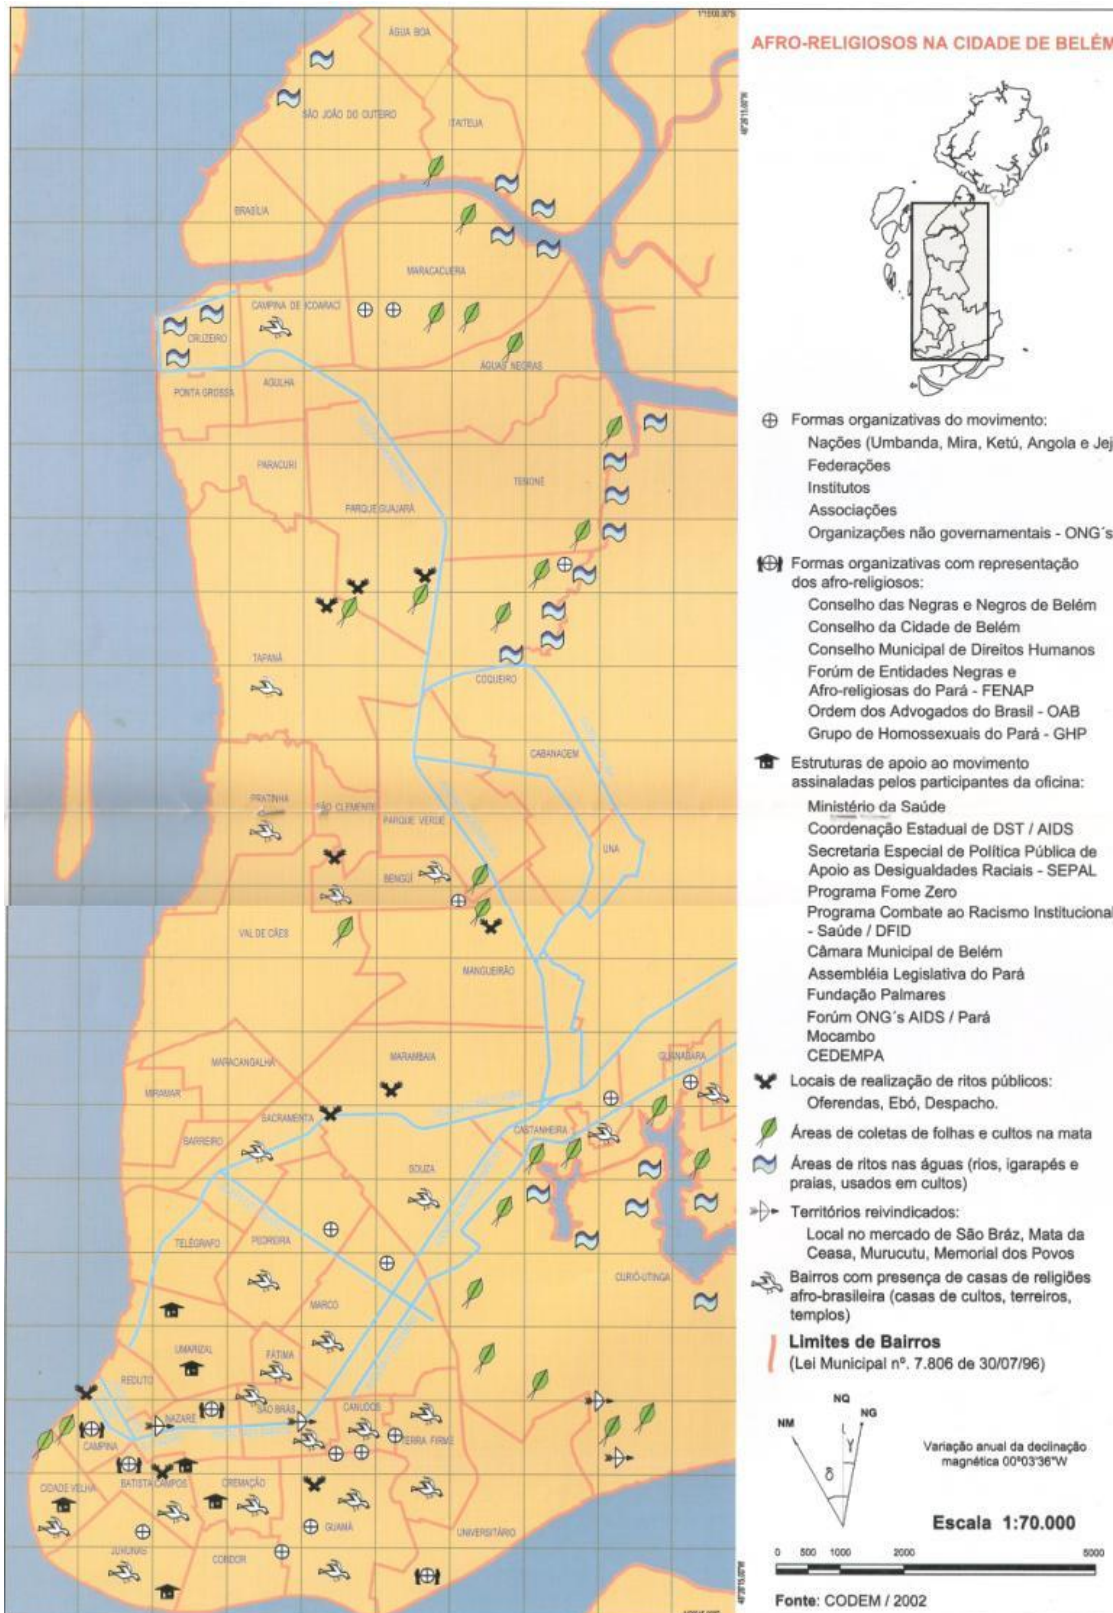 1º15'00.00"S
AFRO-RELIGIOSOS NA CIDADE DE BELÉM
ÁGUA BOA
SÃO JOÃO DO OUTEIRO
ITAITEUA
BRASÍLIA
MARACACUERA
CAMPINA DE ICOARACI
CRUZEIRO
ÁGUAS NEGRAS
PONTA GROSSA
AGULHA
PARACURI
TENONÉ
PARQUE GUAJARÁ
TAPANÃ
COQUEIRO
CABANAGEM
PRATINHA
SÃO CLEMENTE
PARQUE VERDE
UNA
BENGUÍ
VAL DE CÃES
MANGUEIRÃO
MARACANGALHA
MARAMBAIA
GUANABARA
MIRAMAR
SACRAMENTA
CASTANHEIRA
BARREIRO
SOUZA
TELÉGRAFO
PEDREIRA
CURIÓ-UTINGA
MARCO
UMARIZAL
FÁTIMA
REDUTO
NAZARÉ
SÃO BRÁS
CANUDOS
TERRA FIRME
CAMPINA
CIDADE VELHA
BATISTA CAMPOS
CREMAÇÃO
GUAMÁ
UNIVERSITÁRIO
JURUNAS
CONDOR
Formas organizativas do movimento:
Nações (Umbanda, Mira, Ketú, Angola e Jej
Federações
Institutos
Associações
Organizações não governamentais - ONG´s
Formas organizativas com representação
dos afro-religiosos:
Conselho das Negras e Negros de Belém
Conselho da Cidade de Belém
Conselho Municipal de Direitos Humanos
Forúm de Entidades Negras e
Afro-religiosas do Pará - FENAP
Ordem dos Advogados do Brasil - OAB
Grupo de Homossexuais do Pará - GHP
Estruturas de apoio ao movimento
assinaladas pelos participantes da oficina:
Ministério da Saúde
Coordenação Estadual de DST / AIDS
Secretaria Especial de Política Pública de
Apoio as Desigualdades Raciais - SEPAL
Programa Fome Zero
Programa Combate ao Racismo Institucional
- Saúde / DFID
Câmara Municipal de Belém
Assembléia Legislativa do Pará
Fundação Palmares
Forúm ONG´s AIDS / Pará
Mocambo
CEDEMPA
Locais de realização de ritos públicos:
Oferendas, Ebó, Despacho.
Áreas de coletas de folhas e cultos na mata
Áreas de ritos nas águas (rios, igarapés e
praias, usados em cultos)
Territórios reivindicados:
Local no mercado de São Bráz, Mata da
Ceasa, Murucutu, Memorial dos Povos
Bairros com presença de casas de religiões
afro-brasileira (casas de cultos, terreiros,
templos)
Limites de Bairros
(Lei Municipal nº. 7.806 de 30/07/96)
NM
NQ
NG
δ
γ
Variação anual da declinação
magnética 00º03'36"W
Escala 1:70.000
0 500 1000 2000 5000
Fonte: CODEM / 2002